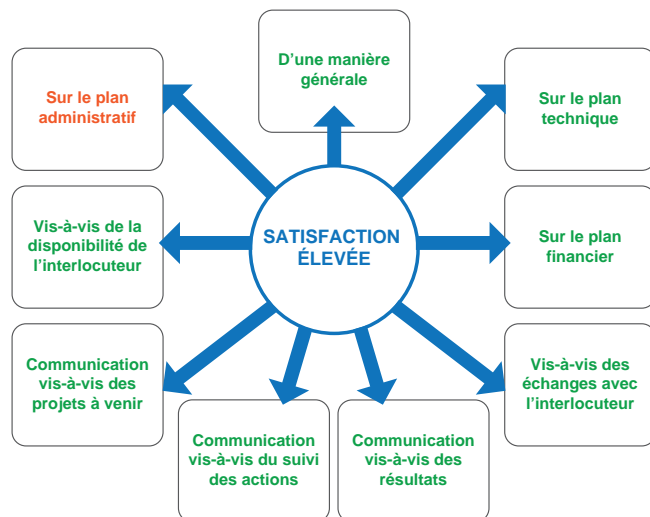 D'une manière
générale
Sur le plan
administratif
Sur le plan
technique
Vis-à-vis de la
disponibilité de
l'interlocuteur
SATISFACTION
ÉLEVÉE
Sur le plan
financier
Communication
vis-à-vis des
projets à venir
Vis-à-vis des
échanges avec
l'interlocuteur
Communication
vis-à-vis du suivi
des actions
Communication
vis-à-vis des
résultats